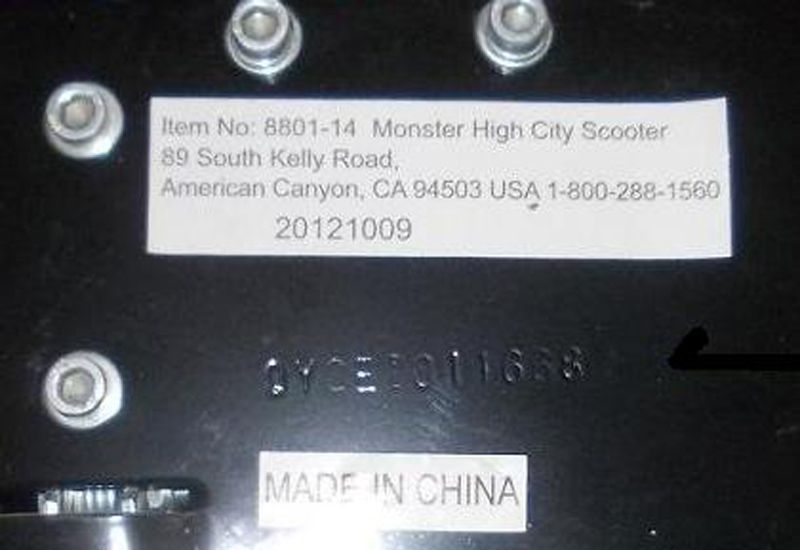 Item No: 8801-14 Monster High City Scooter
89 South Kelly Road,
American Canyon, CA 94503 USA 1-800-288-1560
20121009
MADE IN CHINA